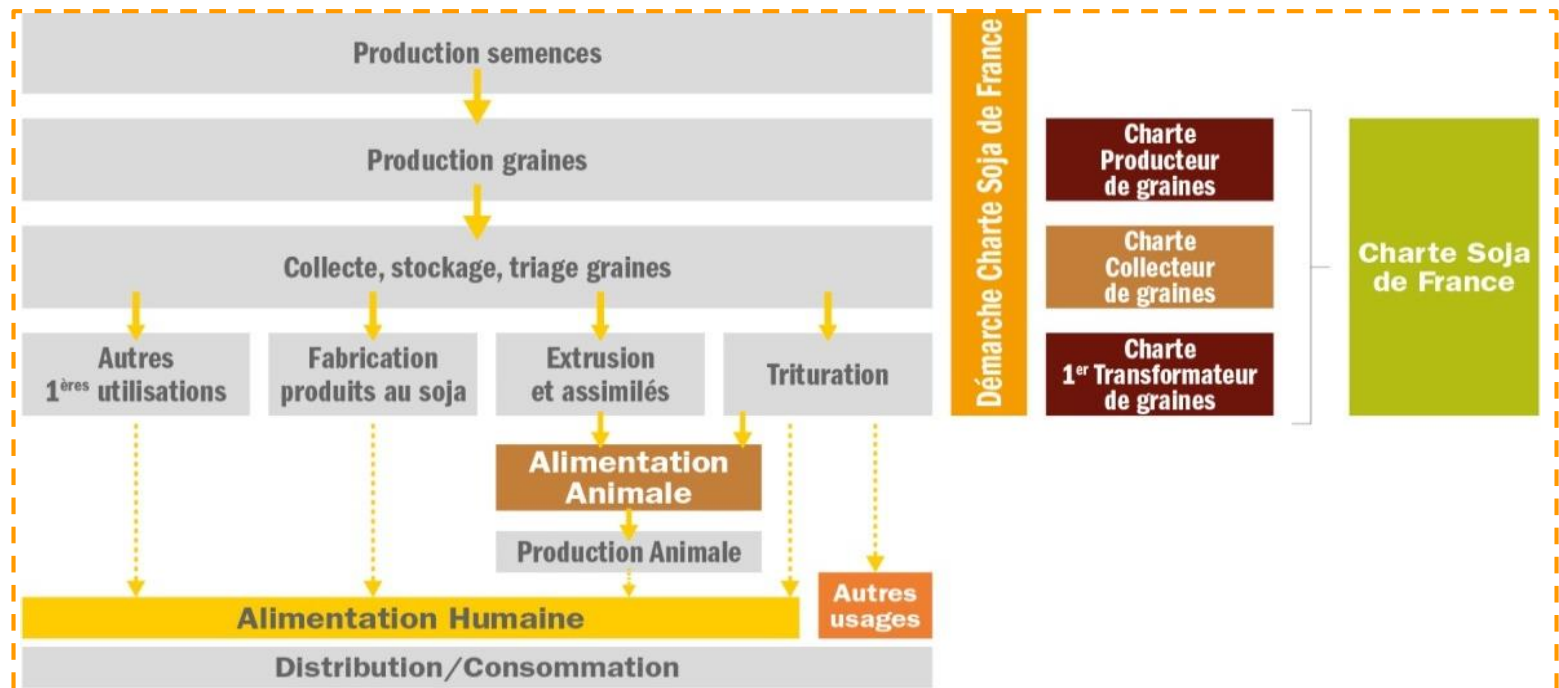 Production semences
Production graines
Collecte, stockage, triage graines
Autres
1ères utilisations
Fabrication
produits au soja
Extrusion
et assimilés
Trituration
Alimentation
Animale
Production Animale
Autres
usages
Alimentation Humaine
Distribution/Consommation
Démarche Charte Soja de France
Charte
Producteur
de graines
Charte
Collecteur
de graines
Charte
1er Transformateur
de graines
Charte Soja
de France